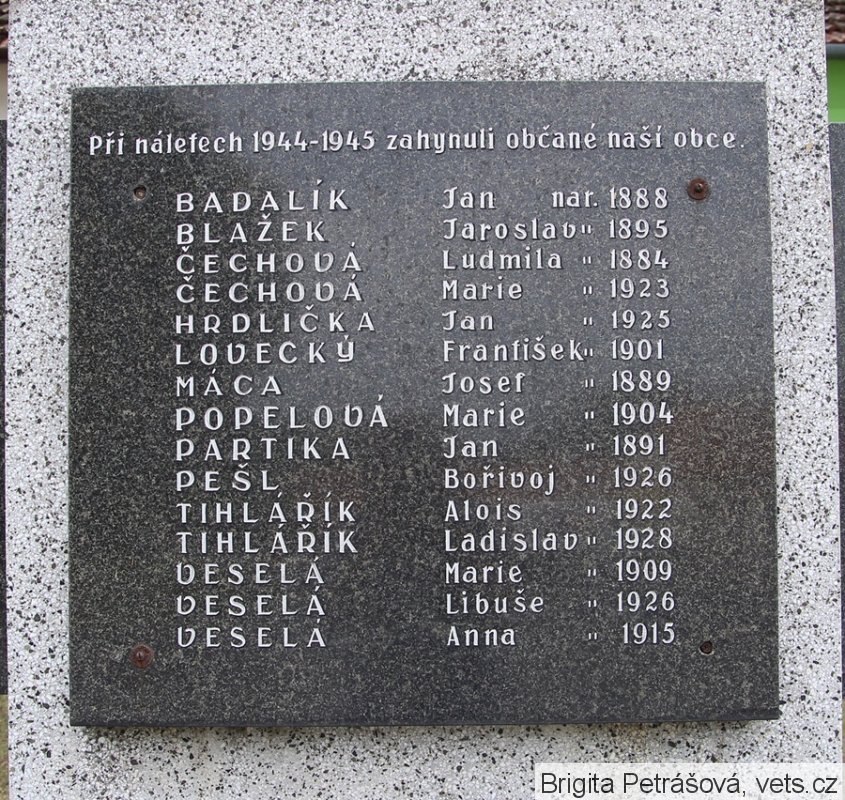 Při náletech 1944-1945 zahynuli občané naší obce.
BADALÍK Jan nar. 1888
BLAŽEK Jaroslav " 1895
ČECHOVÁ Ludmila " 1884
ČECHOVÁ Marie " 1923
HRDLIČKA Jan " 1925
LOVECKÝ František " 1901
MÁCA Josef " 1889
POPELOVÁ Marie " 1904
PARTIKA Jan " 1891
PEŠL Bořivoj " 1926
TIHLÁŘÍK Alois " 1922
TIHLÁŘÍK Ladislav " 1928
VESELÁ Marie " 1909
VESELÁ Libuše " 1926
VESELÁ Anna " 1915
Brigita Petrášová, vets.cz